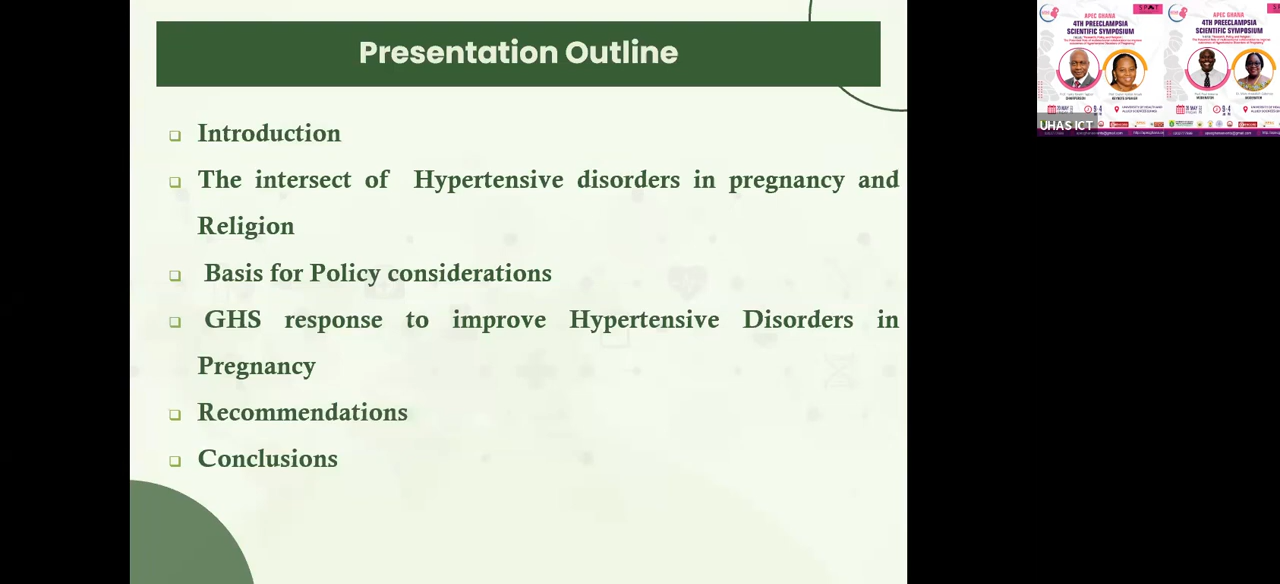 Presentation Outline
Introduction
The intersect of Hypertensive disorders in pregnancy and
Religion
Basis for Policy considerations
GHS response to improve Hypertensive Disorders in
Pregnancy
Recommendations
Conclusions
APEC GHANA
4TH PREECLAMPSIA
SCIENTIFIC SYMPOSIUM
UHAS ICT
APEC GHANA
4TH PREECLAMPSIA
SCIENTIFIC SYMPOSIUM